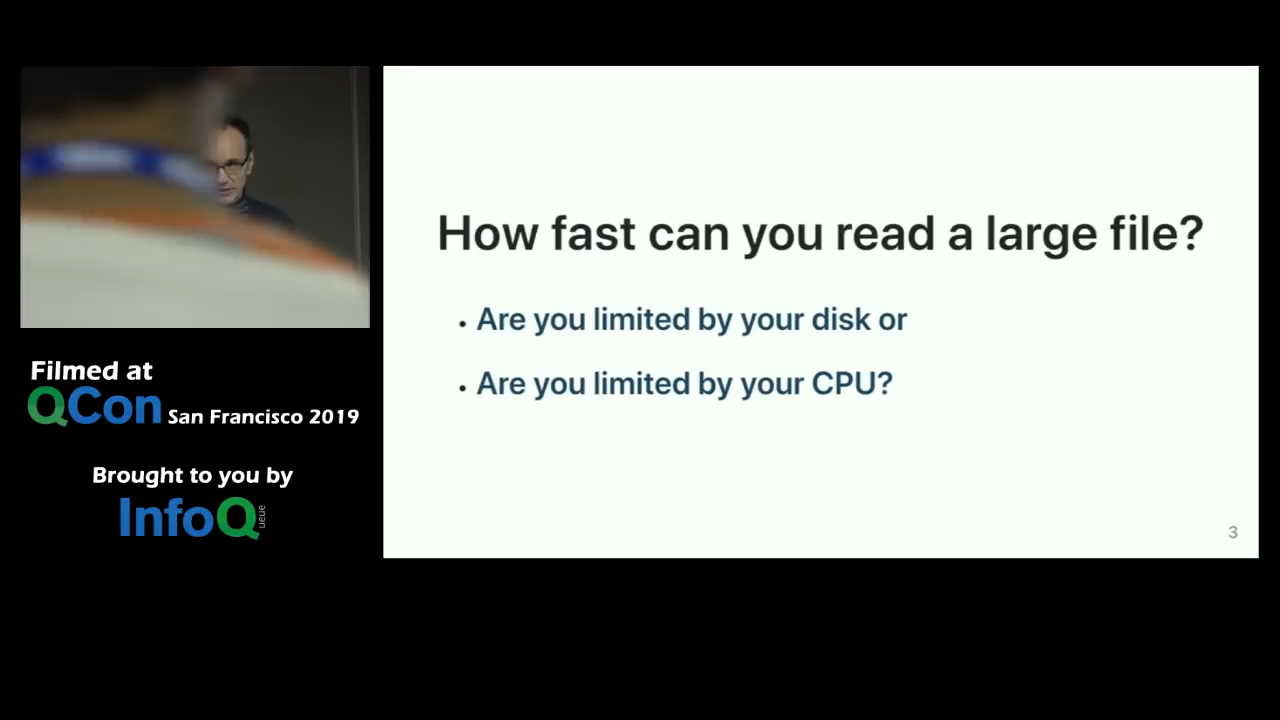 How fast can you read a large file?
• Are you limited by your disk or
• Are you limited by your CPU?
3
Filmed at
QCon San Francisco 2019
Brought to you by
InfoQ
ueue